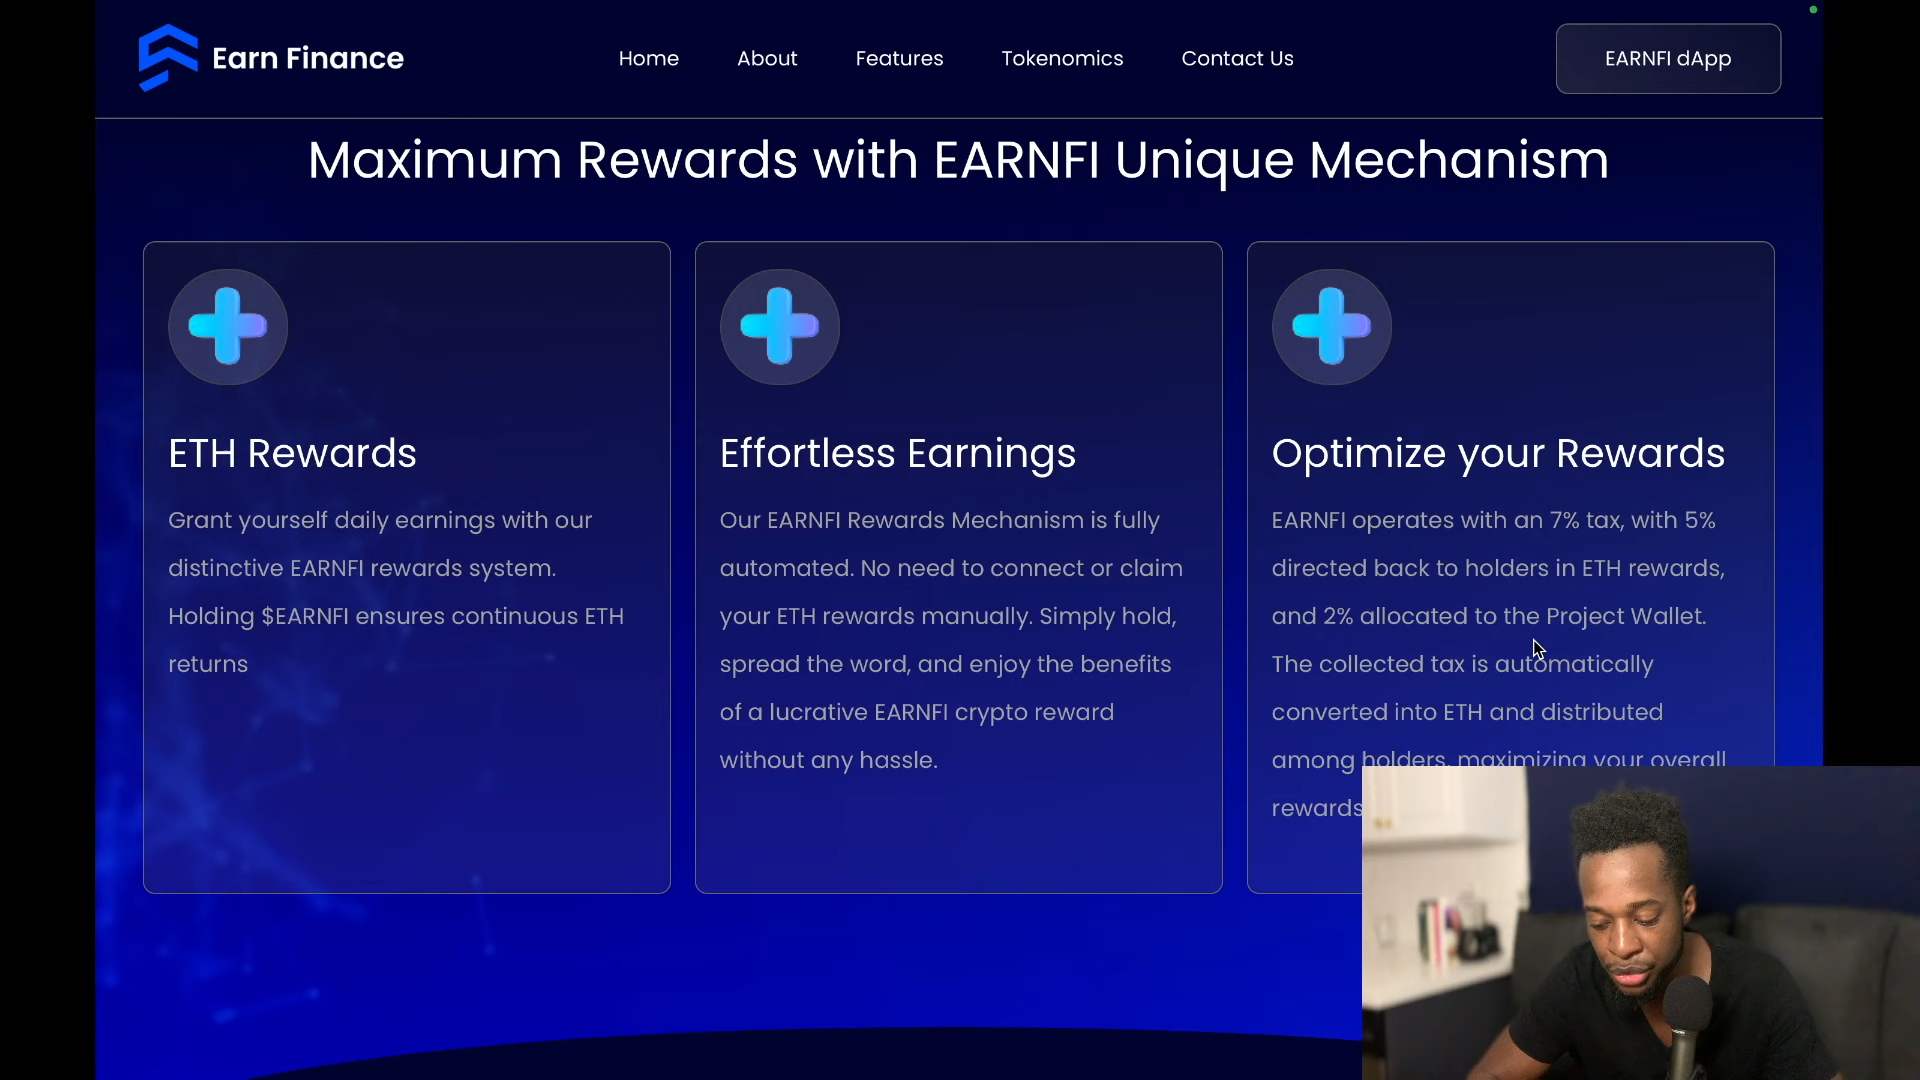 Earn Finance
Home
About
Features
Tokenomics
Contact Us
EARNFI dApp
Maximum Rewards with EARNFI Unique Mechanism
ETH Rewards
Grant yourself daily earnings with our
distinctive EARNFI rewards system.
Holding $EARNFI ensures continuous ETH
returns
Effortless Earnings
Our EARNFI Rewards Mechanism is fully
automated. No need to connect or claim
your ETH rewards manually. Simply hold,
spread the word, and enjoy the benefits
of a lucrative EARNFI crypto reward
without any hassle.
Optimize your Rewards
EARNFI operates with an 7% tax, with 5%
directed back to holders in ETH rewards,
and 2% allocated to the Project Wallet.
The collected tax is automatically
converted into ETH and distributed
among holders, maximizing your overall
rewards